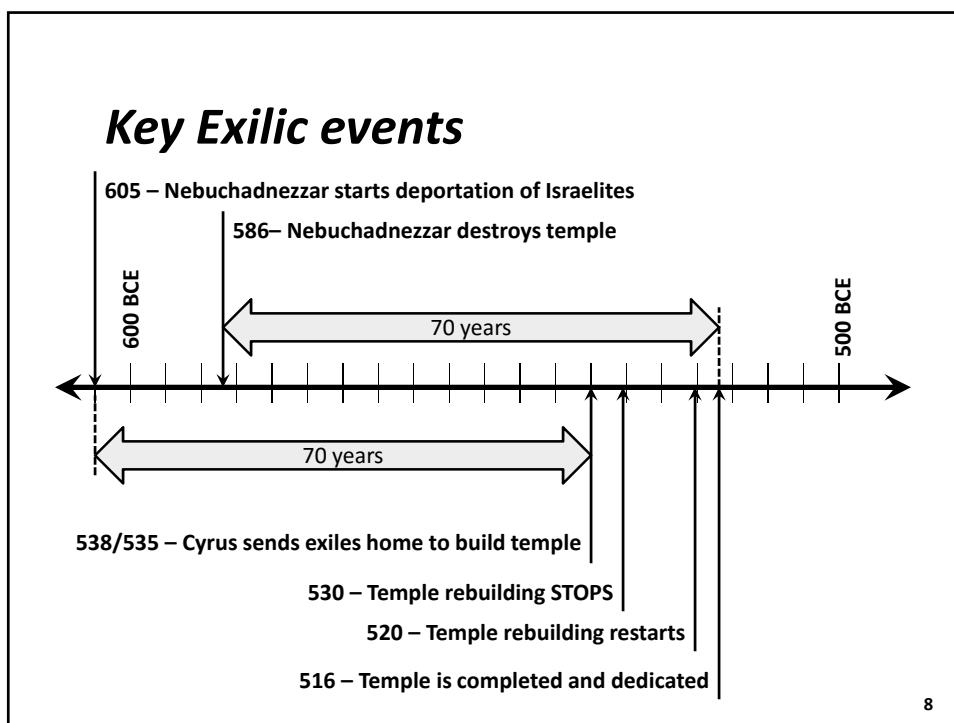 Key Exilic events
605 – Nebuchadnezzar starts deportation of Israelites
586– Nebuchadnezzar destroys temple
600 BCE
500 BCE
70 years
70 years
538/535 – Cyrus sends exiles home to build temple
530 – Temple rebuilding STOPS
520 – Temple rebuilding restarts
516 – Temple is completed and dedicated
8